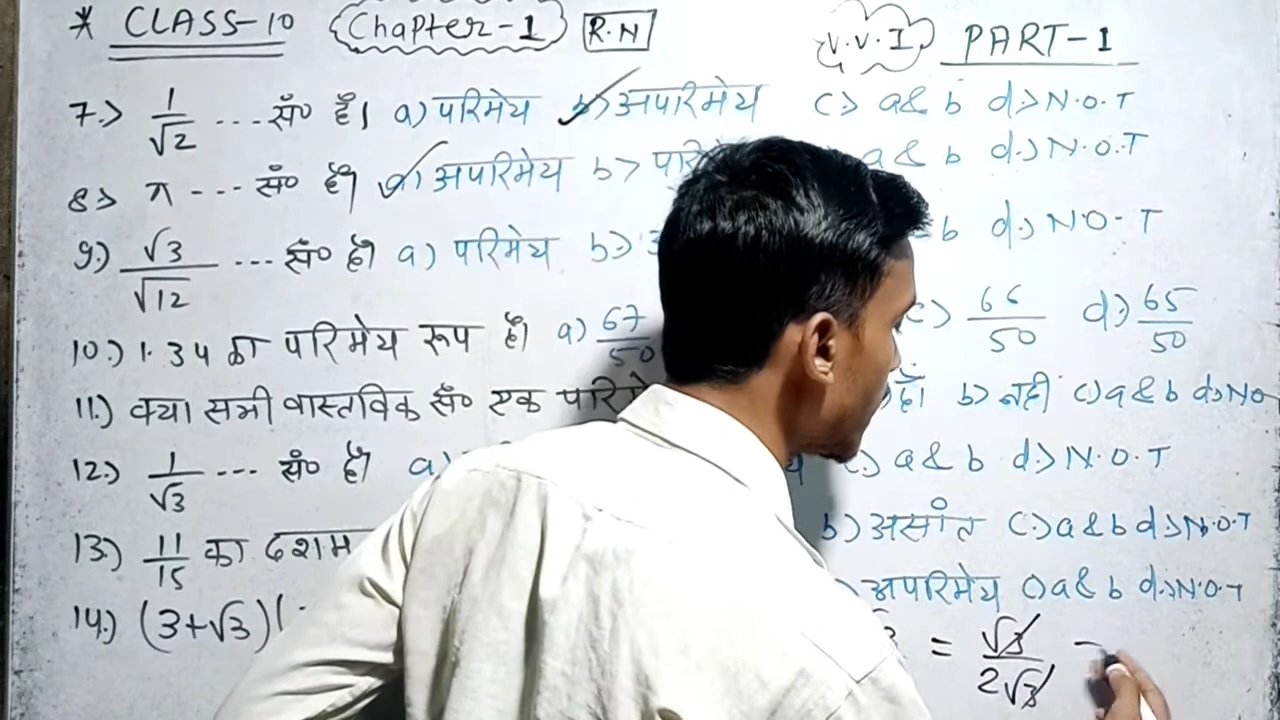 * CLASS-10 Chapter-1 R.N V.V.I PART-1
7.> 1/√2 ... सं० है। a) परिमेय b) अपरिमेय C> a & b d> N.O.T
8> π --- सं० है। a) अपरिमेय b> a & b d.> N.O.T
9.) √3/√12 --- सं० है। a) परिमेय b> b d.> NO-T
10.) 1.34 का परिमेय रूप है। a) 67/50 c) 66/50 d.) 65/50
11.) क्या सभी वास्तविक सं० एक हाँ b> नहीं c) a & b d> NO
12.) 1/√3 --- सं० है। a) c.) a & b d.> N.O.T
13.) 11/15 का b) असांत C.) a & b d> N.O.T
14.) (3+√3)( अपरिमेय a & b d.> N.O.T
= √3/2√3